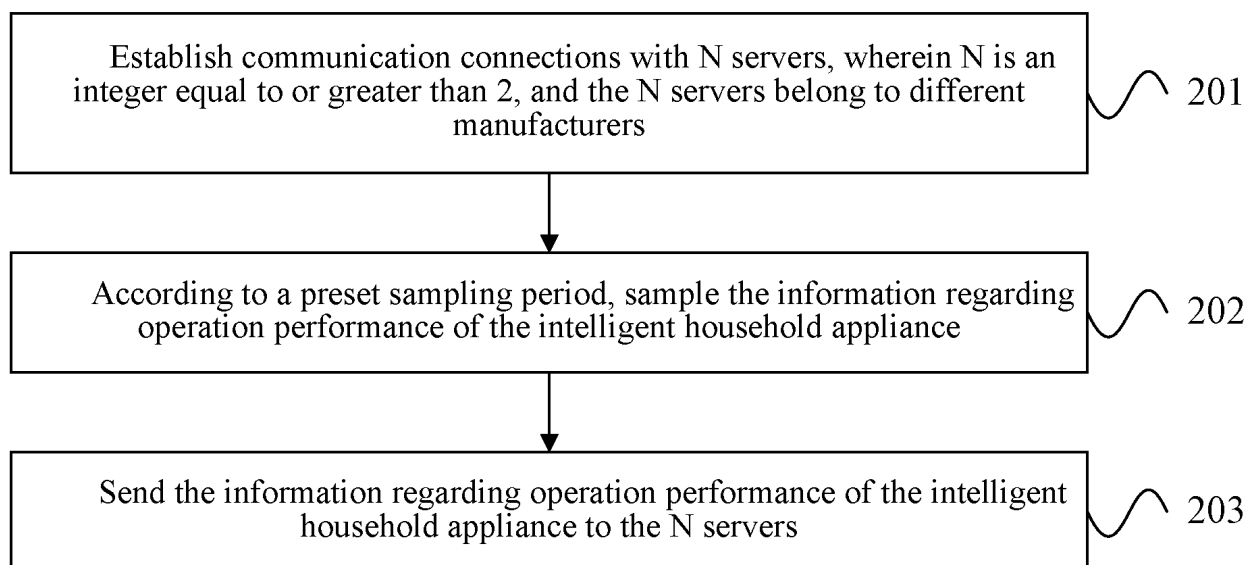 Establish communication connections with N servers, wherein N is an
integer equal to or greater than 2, and the N servers belong to different
manufacturers
201
According to a preset sampling period, sample the information regarding
operation performance of the intelligent household appliance
202
Send the information regarding operation performance of the intelligent
household appliance to the N servers
203